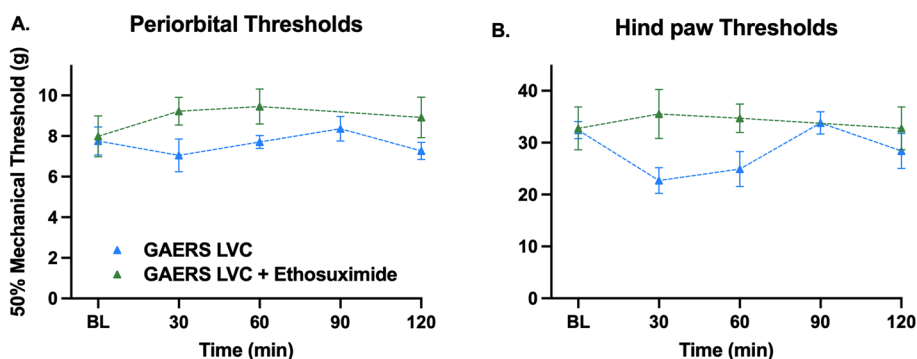 A.
Periorbital Thresholds
50% Mechanical Threshold (g)
10
8
6
4
2
0
GAERS LVC
GAERS LVC + Ethosuximide
BL 30 60 90 120
Time (min)
B.
Hind paw Thresholds
40
30
20
10
0
BL 30 60 90 120
Time (min)